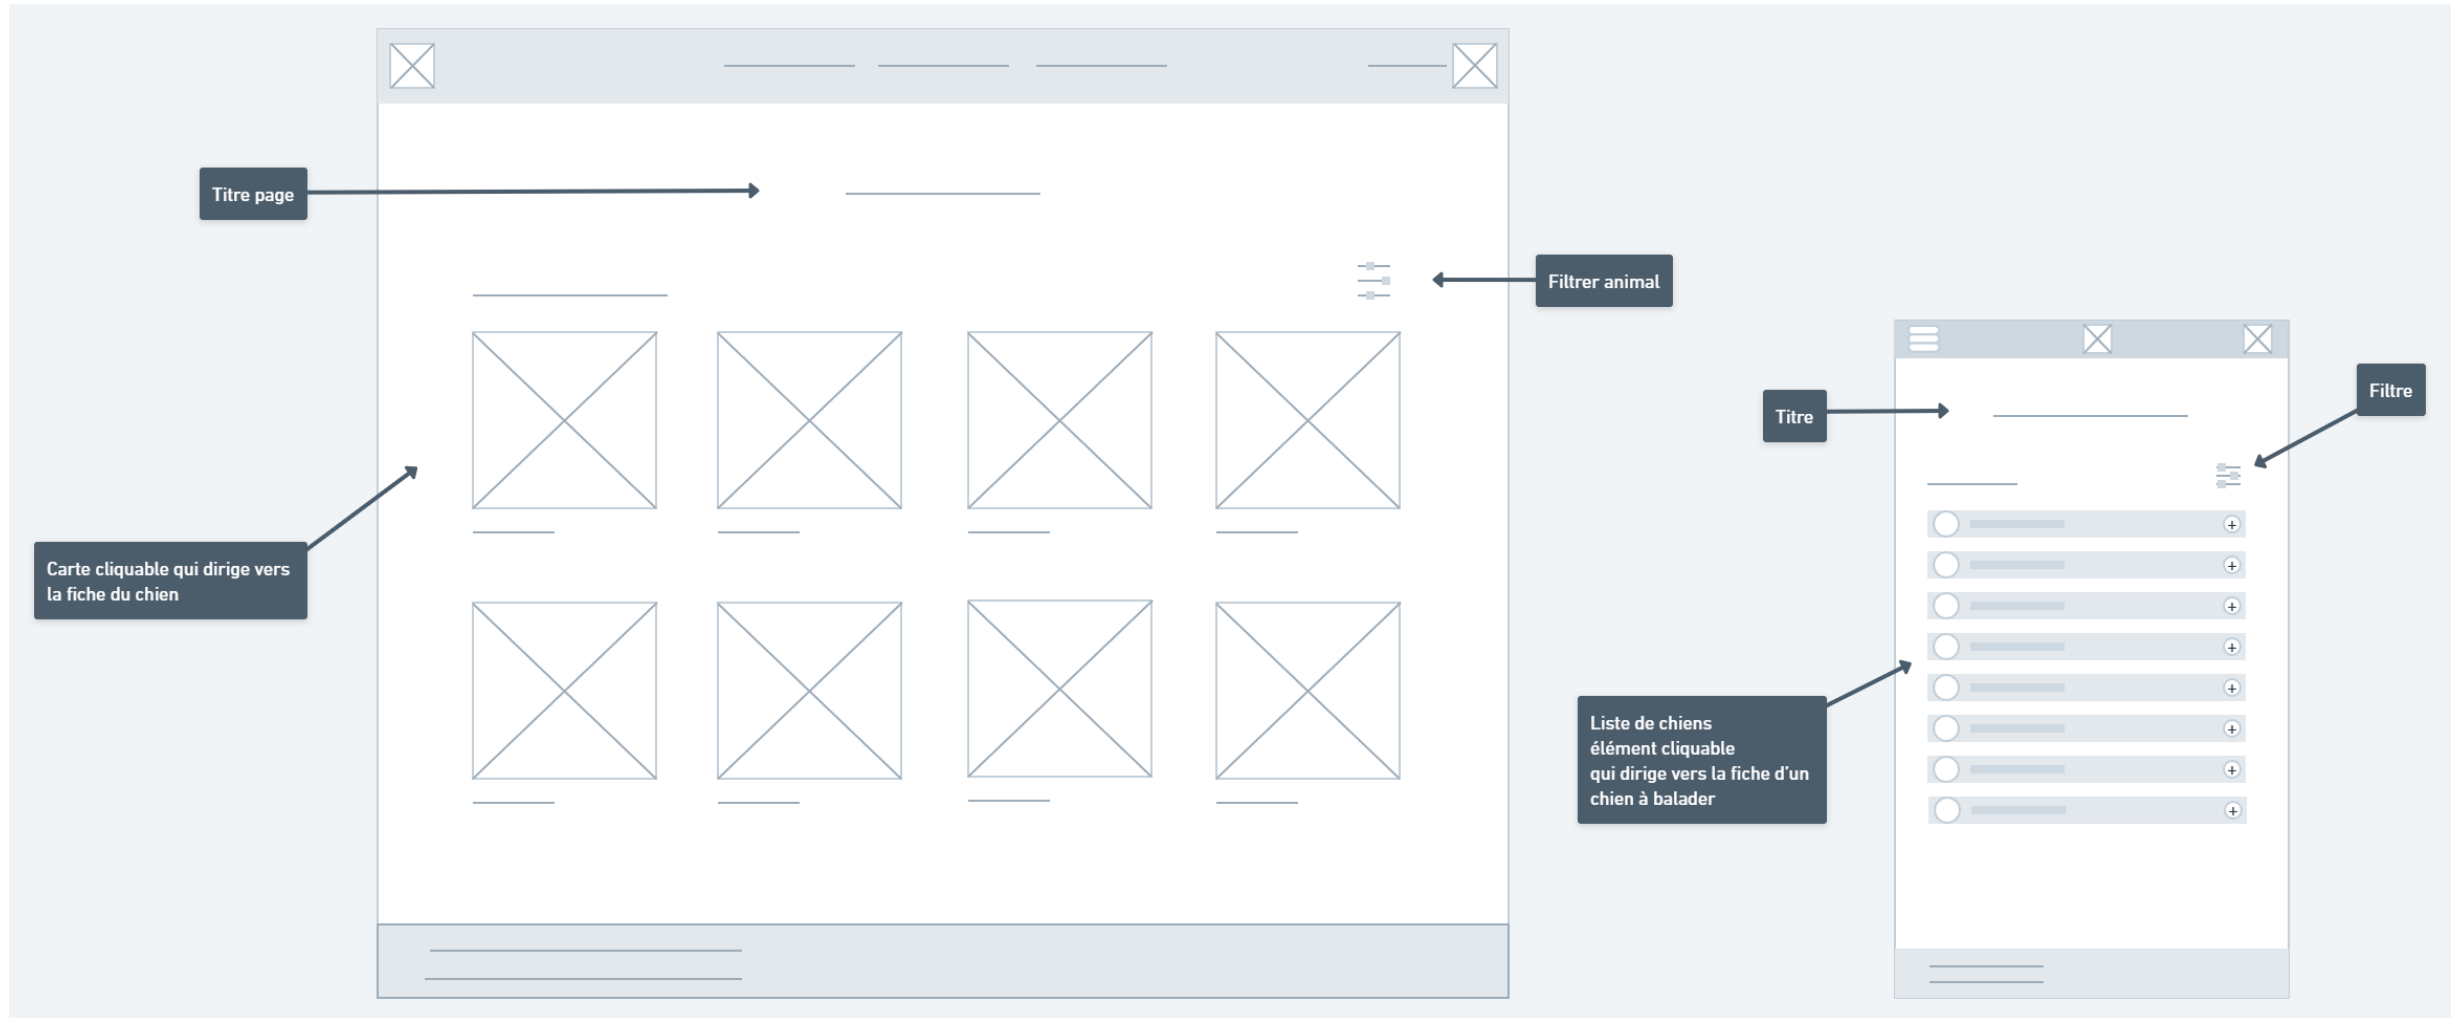 Titre page
Filtrer animal
Carte cliquable qui dirige vers
la fiche du chien
Titre
Filtre
Liste de chiens
élément cliquable
qui dirige vers la fiche d'un
chien à balader
+
+
+
+
+
+
+
+